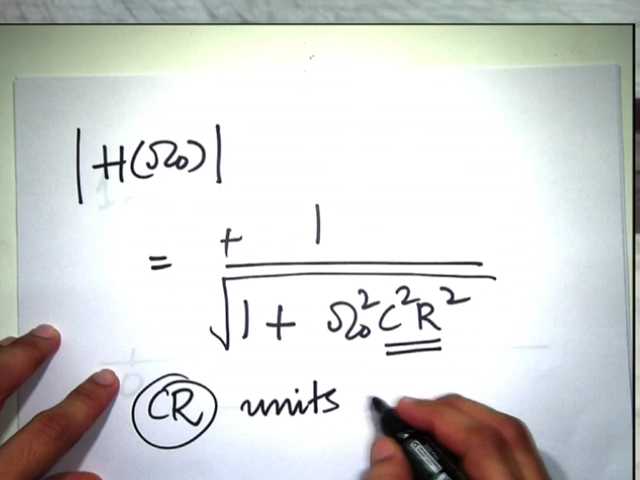 |H(Ω₀)|
= + 1
√1 + Ω₀²C²R²
CR units